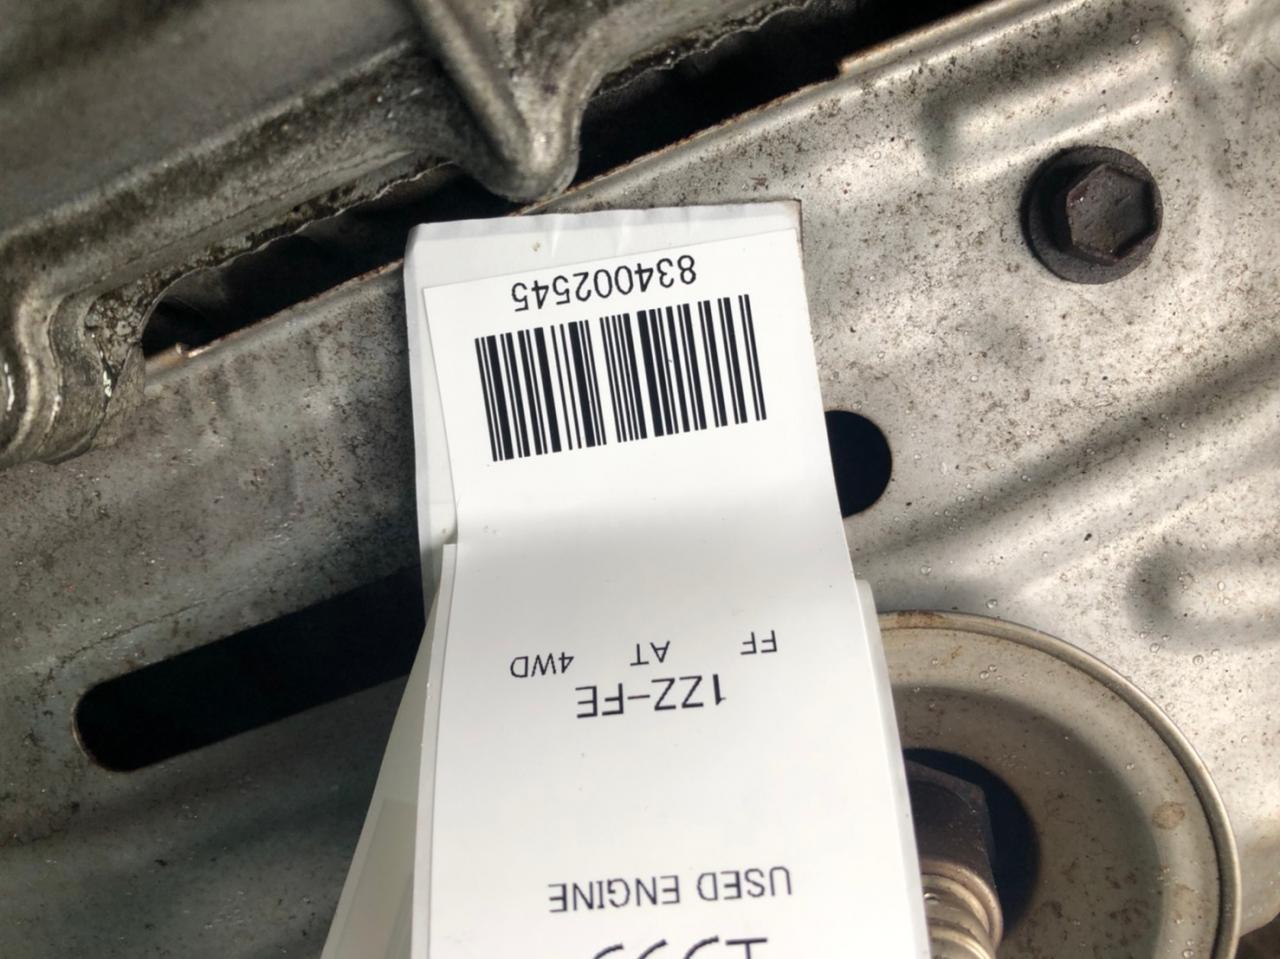 USED ENGINE
1ZZ-FE
FF AT 4WD
834002545